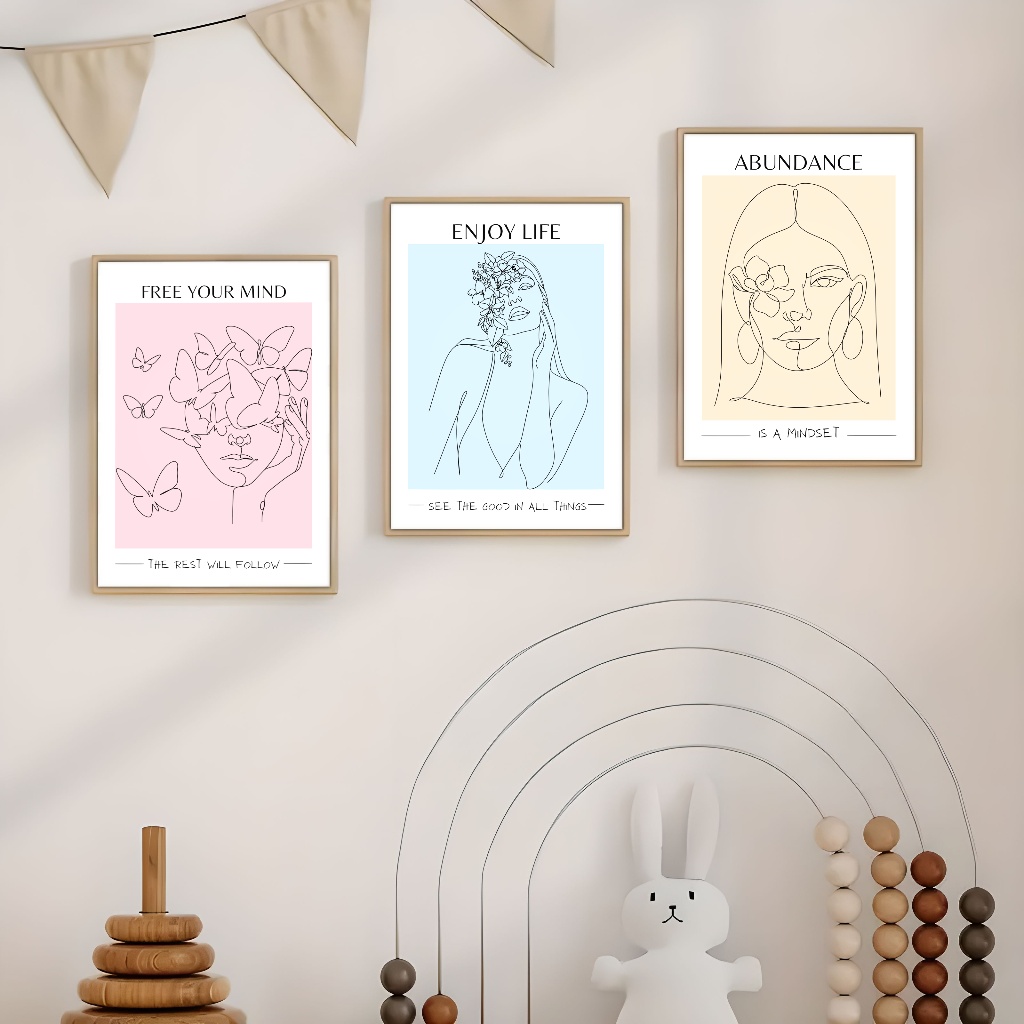 FREE YOUR MIND
THE REST WILL FOLLOW
ENJOY LIFE
SEE THE GOOD IN ALL THINGS
ABUNDANCE
IS A MINDSET